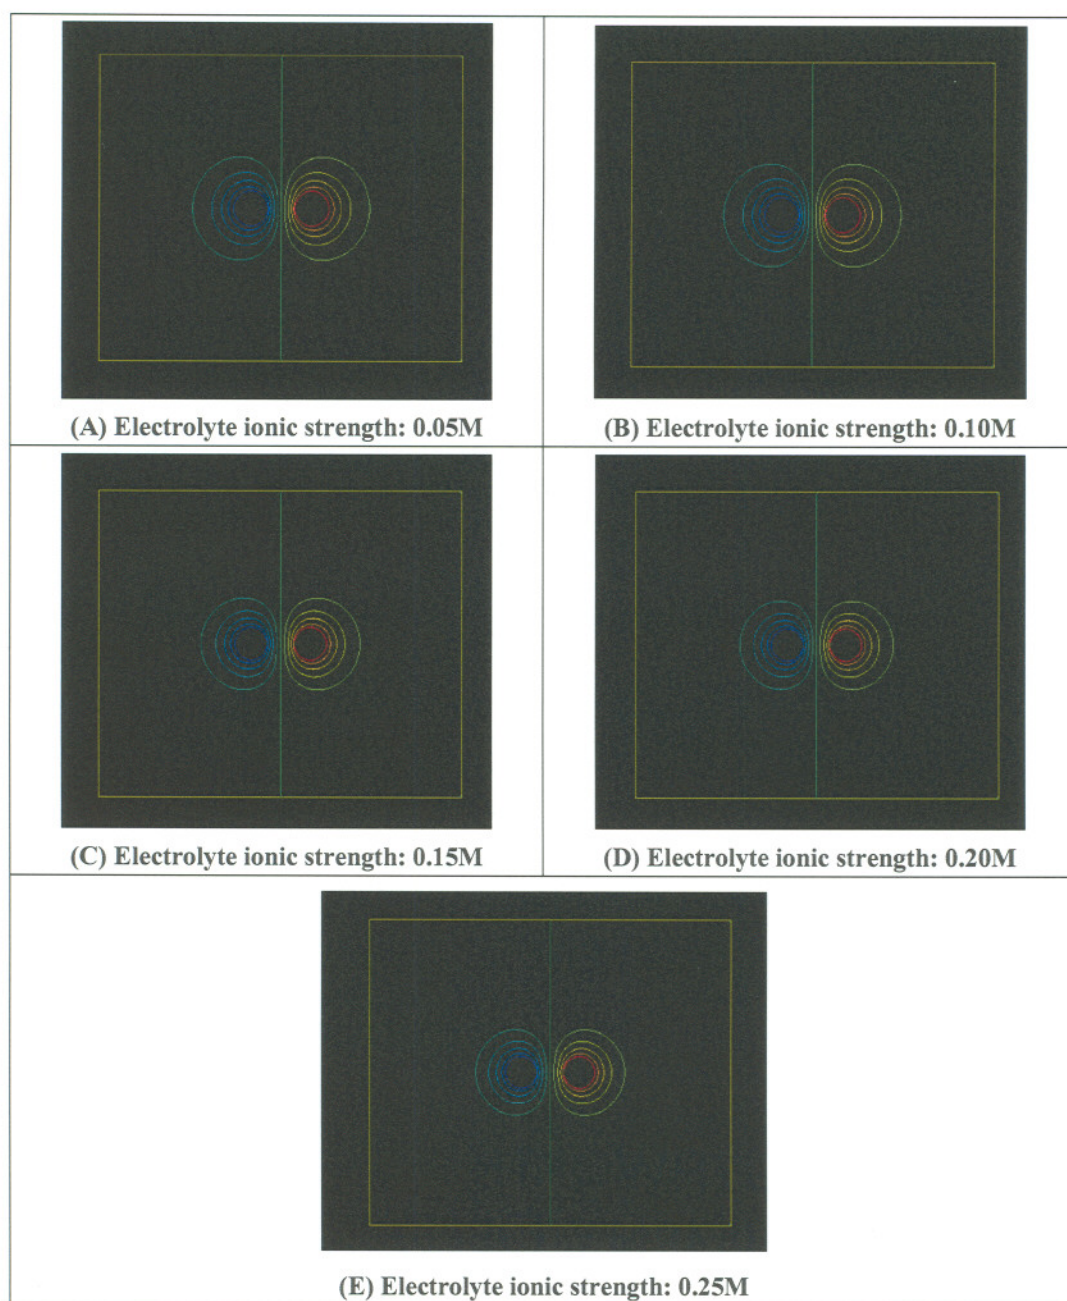 (A) Electrolyte ionic strength: 0.05M
(B) Electrolyte ionic strength: 0.10M
(C) Electrolyte ionic strength: 0.15M
(D) Electrolyte ionic strength: 0.20M
(E) Electrolyte ionic strength: 0.25M